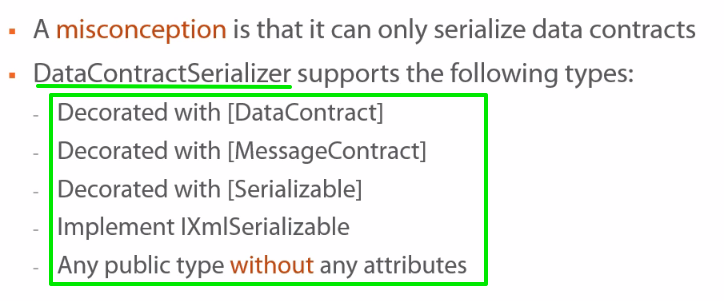 ▪ A misconception is that it can only serialize data contracts
▪ DataContractSerializer supports the following types:
- Decorated with [DataContract]
- Decorated with [MessageContract]
- Decorated with [Serializable]
- Implement IXmlSerializable
- Any public type without any attributes